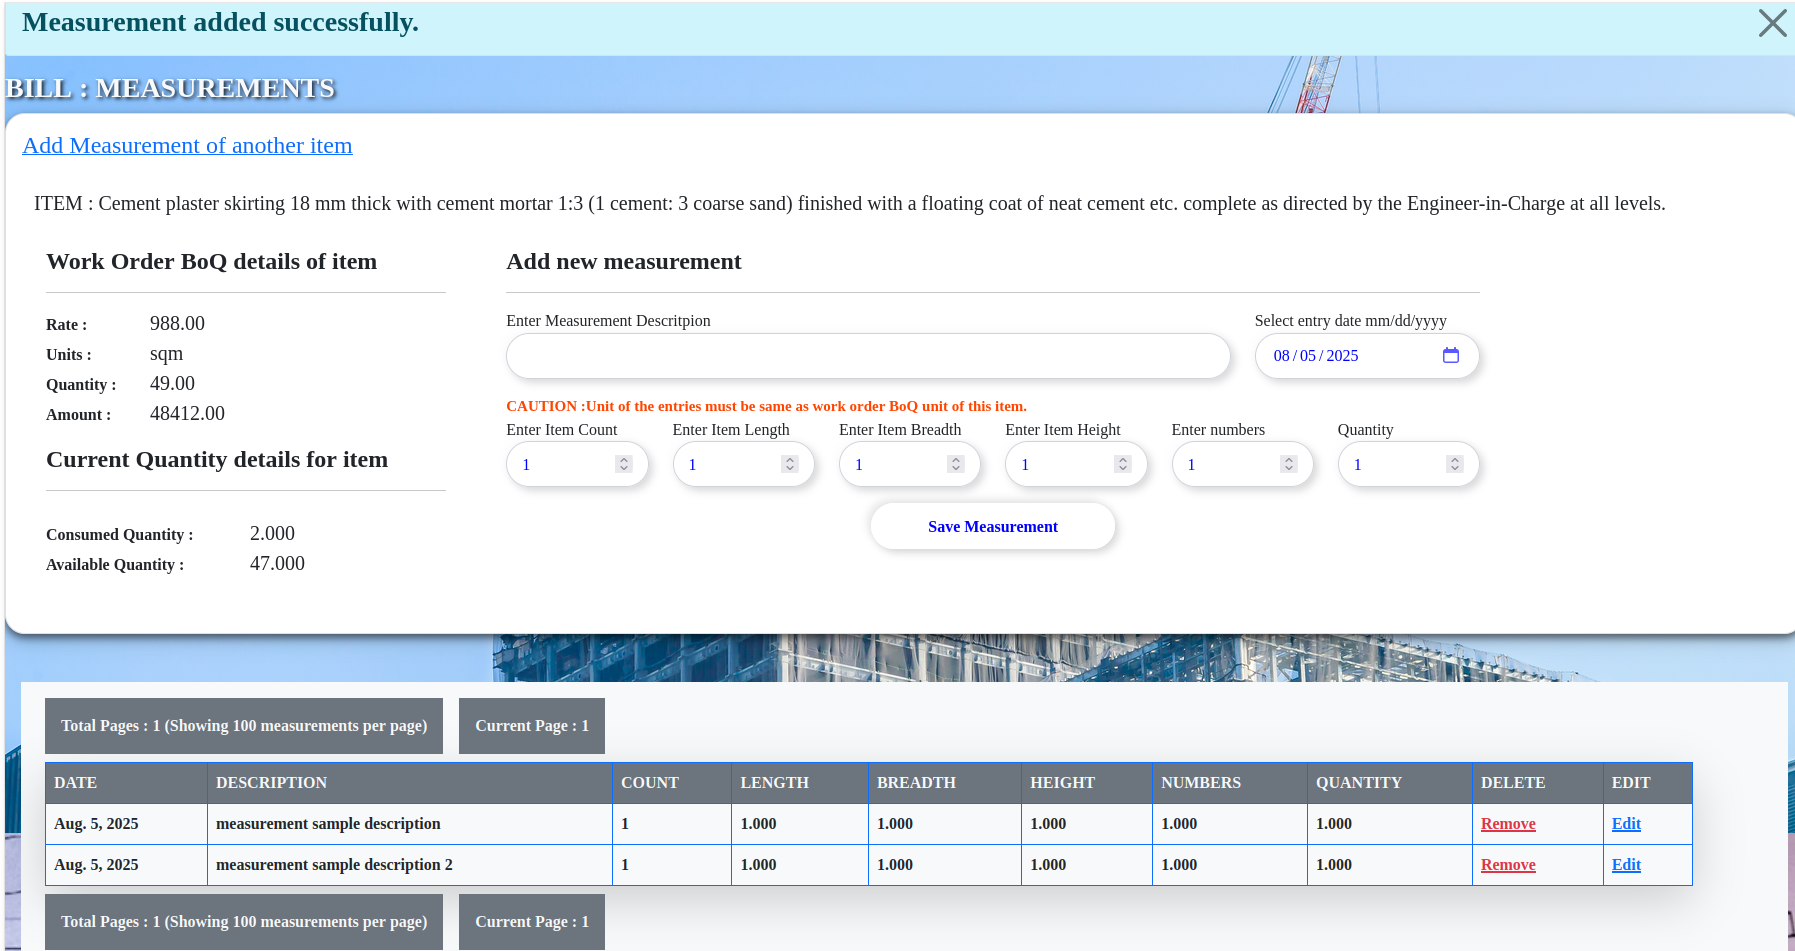 Measurement added successfully.
BILL : MEASUREMENTS
Add Measurement of another item
ITEM : Cement plaster skirting 18 mm thick with cement mortar 1:3 (1 cement: 3 coarse sand) finished with a floating coat of neat cement etc. complete as directed by the Engineer-in-Charge at all levels.
Work Order BoQ details of item
Rate : 988.00
Units : sqm
Quantity : 49.00
Amount : 48412.00
Current Quantity details for item
Consumed Quantity : 2.000
Available Quantity : 47.000
Add new measurement
Enter Measurement Descritpion Select entry date mm/dd/yyyy
08/05/2025
CAUTION :Unit of the entries must be same as work order BoQ unit of this item.
Enter Item Count Enter Item Length Enter Item Breadth Enter Item Height Enter numbers Quantity
1 1 1 1 1 1
Save Measurement
Total Pages : 1 (Showing 100 measurements per page) Current Page : 1
DATE DESCRIPTION COUNT LENGTH BREADTH HEIGHT NUMBERS QUANTITY DELETE EDIT
Aug. 5, 2025 measurement sample description 1 1.000 1.000 1.000 1.000 1.000 Remove Edit
Aug. 5, 2025 measurement sample description 2 1 1.000 1.000 1.000 1.000 1.000 Remove Edit
Total Pages : 1 (Showing 100 measurements per page) Current Page : 1